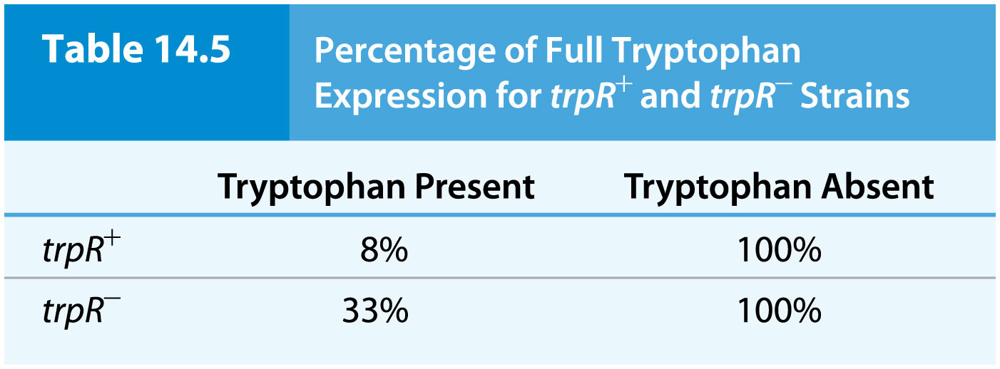 Table 14.5
Percentage of Full Tryptophan
Expression for trpR⁺ and trpR⁻ Strains
Tryptophan Present Tryptophan Absent
trpR⁺ 8% 100%
trpR⁻ 33% 100%